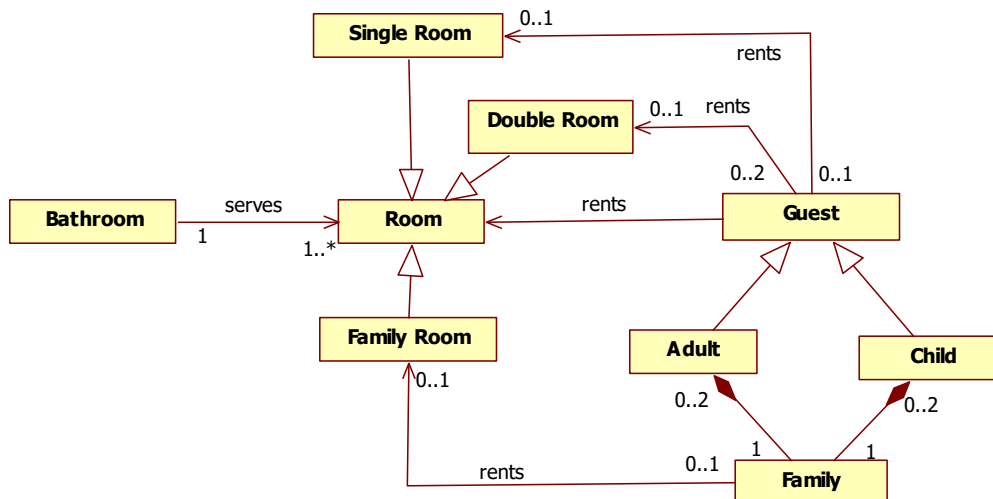 0..1
Single Room
rents
0..1
rents
Double Room
0..2
0..1
serves
Room
rents
Guest
Bathroom
1
1..*
Family Room
Adult
Child
0..1
0..2
0..2
1
1
0..1
rents
Family